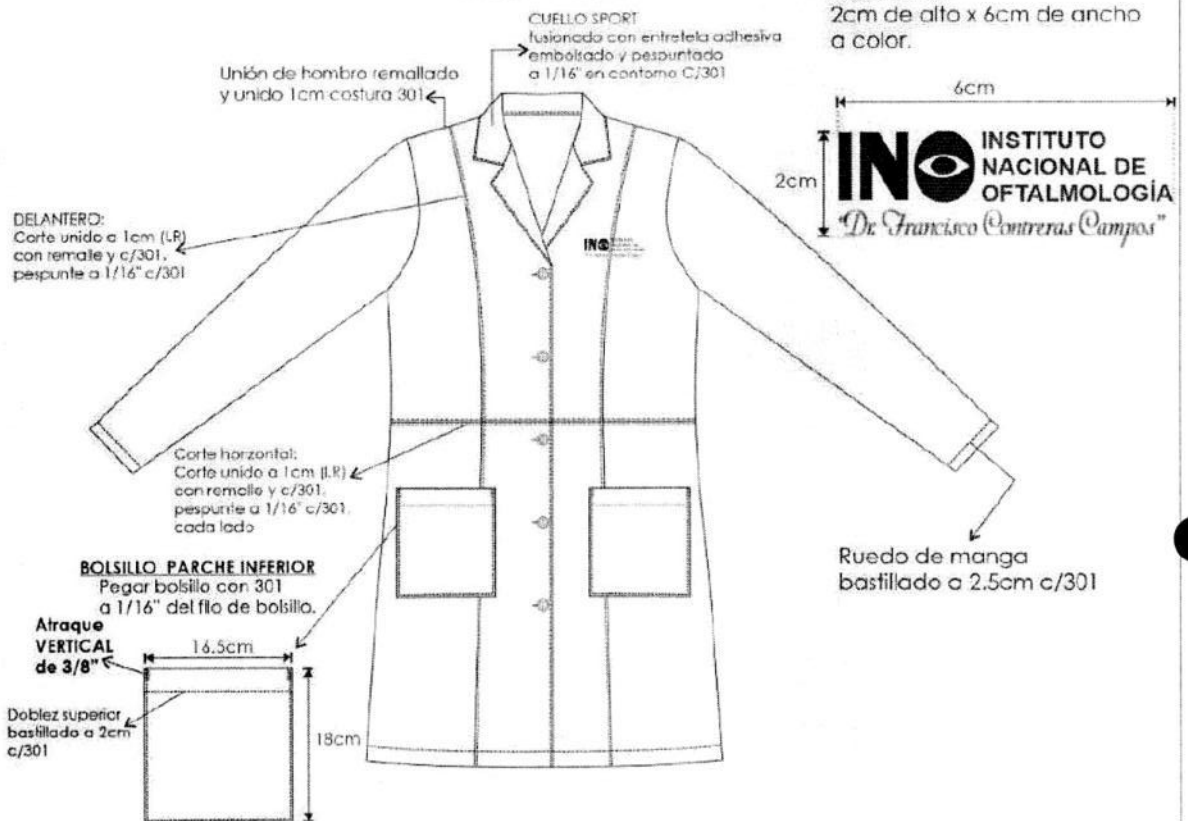 CUELLO SPORT
fusionado con entretela adhesiva
embolsado y pespuntado
a 1/16" en contorno C/301
2cm de alto x 6cm de ancho
a color.
Unión de hombro remallado
y unido 1cm costura 301
6cm
2cm
INO
INSTITUTO
NACIONAL DE
OFTALMOLOGÍA
"Dr. Francisco Contreras Campos"
DELANTERO:
Corte unido a 1cm (LR)
con remalle y c/301.
pespunte a 1/16" c/301
INO
Corte horizontal:
Corte unido a 1cm (LR)
con remalle y c/301.
pespunte a 1/16" c/301.
cada lado
Ruedo de manga
bastillado a 2.5cm c/301
BOLSILLO PARCHE INFERIOR
Pegar bolsillo con 301
a 1/16" del filo de bolsillo.
Atraque
VERTICAL
de 3/8"
16.5cm
Doblez superior
bastillado a 2cm
c/301
18cm